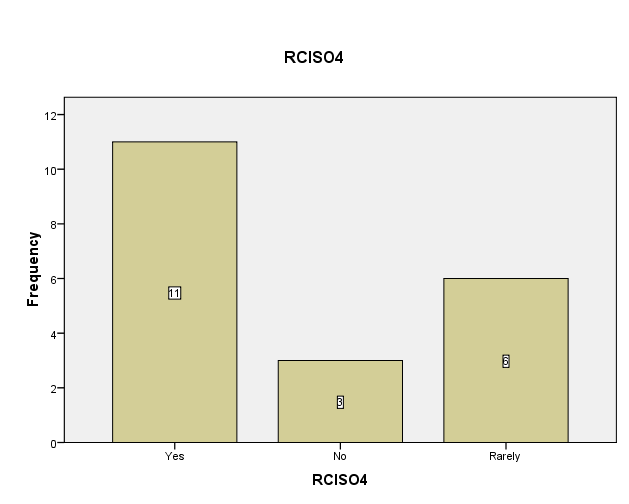 RCISO4
Frequency
12
10
8
6
4
2
0
11
3
6
Yes
No
Rarely
RCISO4